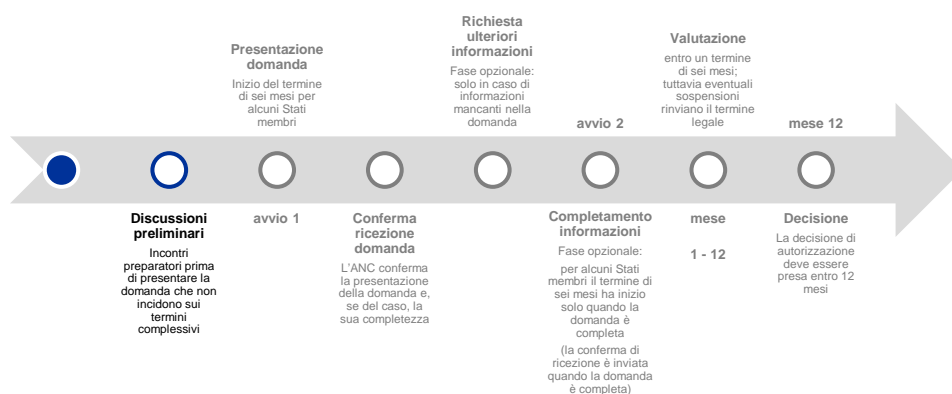 Discussioni
preliminari
Incontri
preparatori prima
di presentare la
domanda che non
incidono sui
termini
complessivi
Presentazione
domanda
Inizio del termine
di sei mesi per
alcuni Stati
membri
avvio 1
Conferma
ricezione
domanda
L'ANC conferma
la presentazione
della domanda e,
se del caso, la
sua completezza
Richiesta
ulteriori
informazioni
Fase opzionale:
solo in caso di
informazioni
mancanti nella
domanda
avvio 2
Completamento
informazioni
Fase opzionale:
per alcuni Stati
membri il termine di
sei mesi ha inizio
solo quando la
domanda è
completa
(la conferma di
ricezione è inviata
quando la domanda
è completa)
Valutazione
entro un termine
di sei mesi;
tuttavia eventuali
sospensioni
rinviano il termine
legale
mese
1 - 12
mese 12
Decisione
La decisione di
autorizzazione
deve essere
presa entro 12
mesi